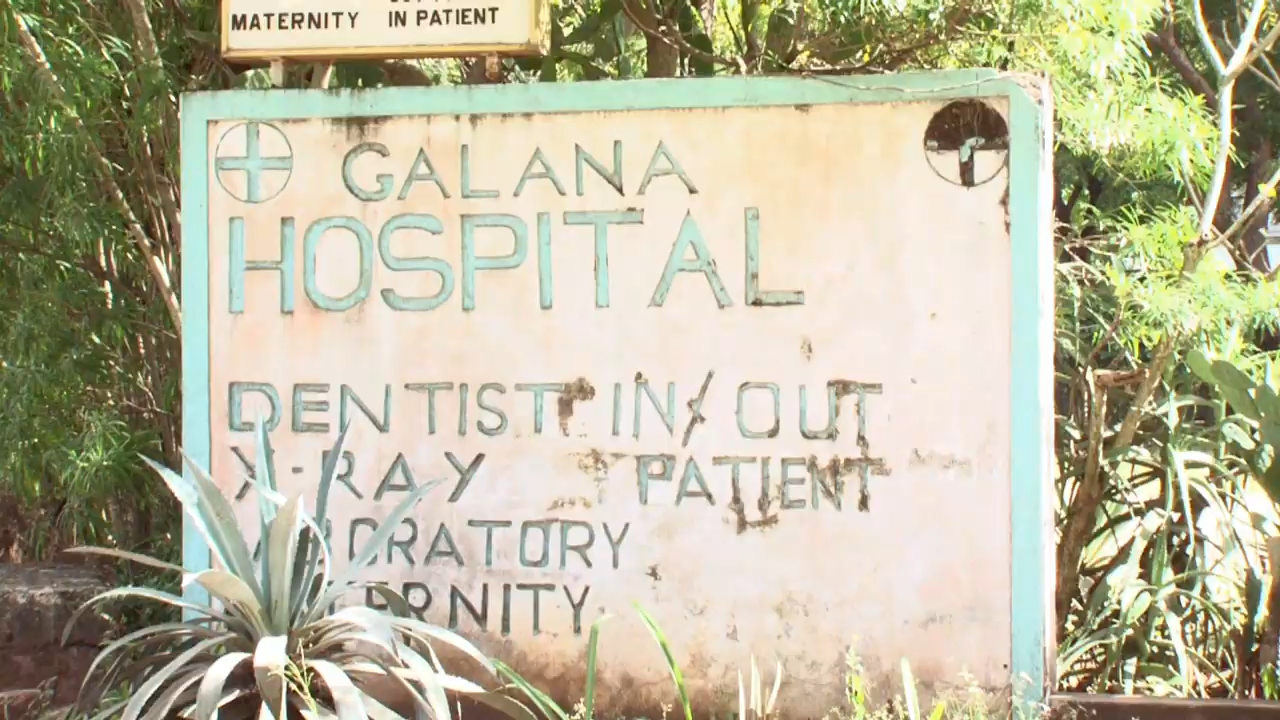 MATERNITY IN PATIENT
GALANA
HOSPITAL
DENTIST IN/OUT
X-RAY PATIENT
LABORATORY
MATERNITY